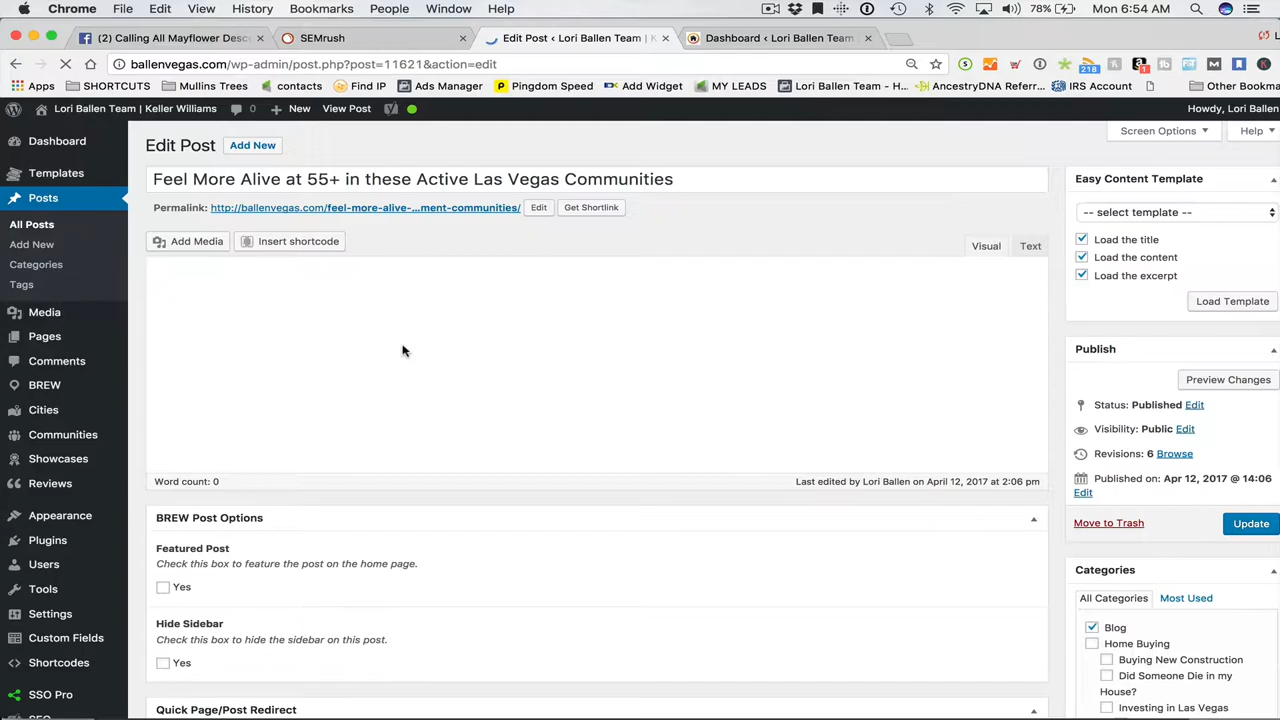 Chrome File Edit View History Bookmarks People Window Help 78% Mon 6:54 AM
(2) Calling All Mayflower Desc × SEMrush × Edit Post ‹ Lori Ballen Team | K × Dashboard ‹ Lori Ballen Team ×
ballenvegas.com/wp-admin/post.php?post=11621&action=edit 218
Apps SHORTCUTS Mullins Trees contacts Find IP Ads Manager Pingdom Speed Add Widget MY LEADS Lori Ballen Team - H... AncestryDNA Referr... IRS Account Other Bookma
Lori Ballen Team | Keller Williams 0 New View Post Howdy, Lori Ballen
Screen Options Help
Dashboard
Templates
Posts
All Posts
Add New
Categories
Tags
Media
Pages
Comments
BREW
Cities
Communities
Showcases
Reviews
Appearance
Plugins
Users
Tools
Settings
Custom Fields
Shortcodes
SSO Pro
SEO
Edit Post Add New
Feel More Alive at 55+ in these Active Las Vegas Communities
Permalink: http://ballenvegas.com/feel-more-alive-...ment-communities/ Edit Get Shortlink
Add Media Insert shortcode Visual Text
Word count: 0 Last edited by Lori Ballen on April 12, 2017 at 2:06 pm
BREW Post Options
Featured Post
Check this box to feature the post on the home page.
Yes
Hide Sidebar
Check this box to hide the sidebar on this post.
Yes
Quick Page/Post Redirect
Easy Content Template
-- select template --
Load the title
Load the content
Load the excerpt
Load Template
Publish
Preview Changes
Status: Published Edit
Visibility: Public Edit
Revisions: 6 Browse
Published on: Apr 12, 2017 @ 14:06
Edit
Move to Trash Update
Categories
All Categories Most Used
Blog
Home Buying
Buying New Construction
Did Someone Die in my
House?
Investing in Las Vegas